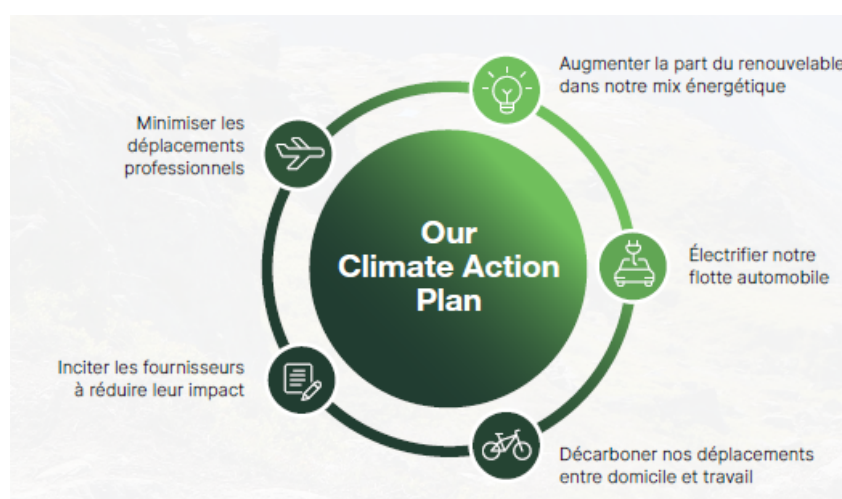 Augmenter la part du renouvelable
dans notre mix énergétique
Minimiser les
déplacements
professionnels
Our
Climate Action
Plan
Électrifier notre
flotte automobile
Inciter les fournisseurs
à réduire leur impact
Décarboner nos déplacements
entre domicile et travail